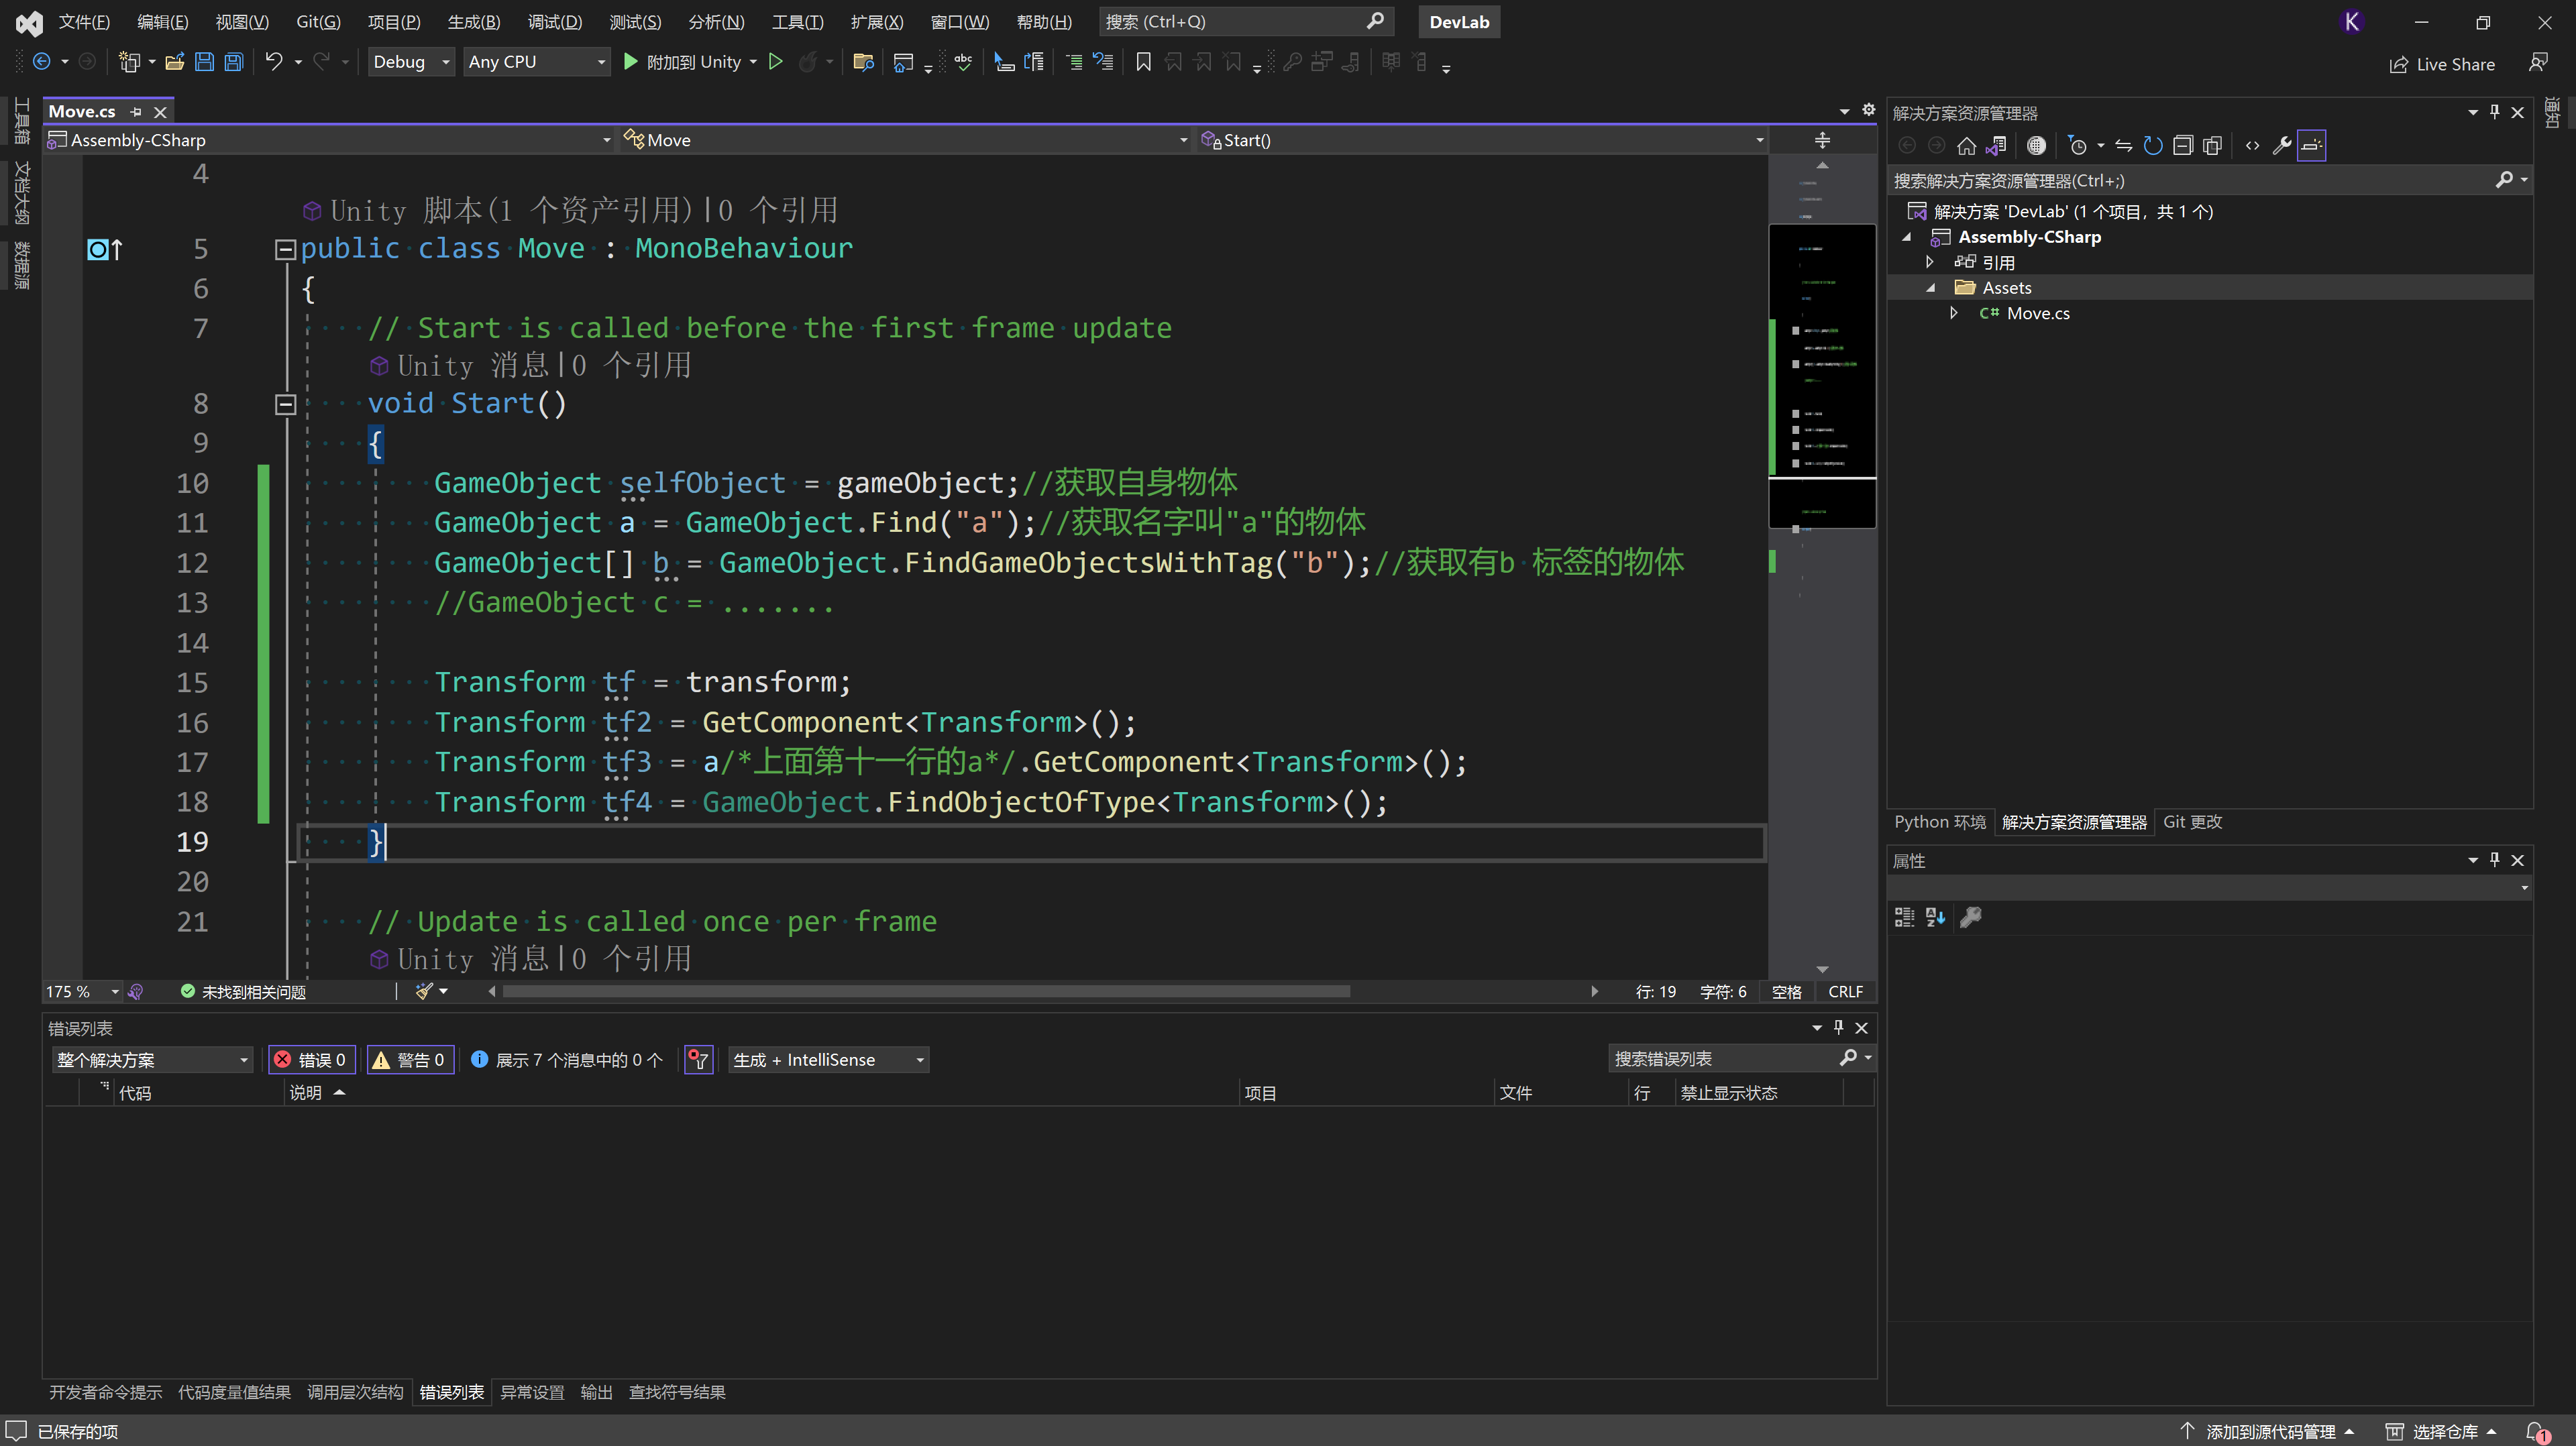 文件(F) 编辑(E) 视图(V) Git(G) 项目(P) 生成(B) 调试(D) 测试(S) 分析(N) 工具(T) 扩展(X) 窗口(W) 帮助(H) 搜索 (Ctrl+Q) DevLab K
Debug Any CPU 附加到 Unity abc Live Share
工具箱
文档大纲
数据源
通知
Move.cs
Assembly-CSharp Move Start()
4
Unity 脚本(1 个资产引用)|0 个引用
5 public class Move : MonoBehaviour
6 {
7 // Start is called before the first frame update
Unity 消息|0 个引用
8 void Start()
9 {
10 GameObject selfObject = gameObject;//获取自身物体
11 GameObject a = GameObject.Find("a");//获取名字叫"a"的物体
12 GameObject[] b = GameObject.FindGameObjectsWithTag("b");//获取有b 标签的物体
13 //GameObject c = .......
14
15 Transform tf = transform;
16 Transform tf2 = GetComponent<Transform>();
17 Transform tf3 = a/*上面第十一行的a*/.GetComponent<Transform>();
18 Transform tf4 = GameObject.FindObjectOfType<Transform>();
19 }
20
21 // Update is called once per frame
Unity 消息|0 个引用
175 % 未找到相关问题 行: 19 字符: 6 空格 CRLF
错误列表
整个解决方案 错误 0 警告 0 展示 7 个消息中的 0 个 生成 + IntelliSense 搜索错误列表
代码 说明 项目 文件 行 禁止显示状态
开发者命令提示 代码度量值结果 调用层次结构 错误列表 异常设置 输出 查找符号结果
解决方案资源管理器
搜索解决方案资源管理器(Ctrl+;)
解决方案 'DevLab' (1 个项目，共 1 个)
Assembly-CSharp
引用
Assets
C# Move.cs
Python 环境 解决方案资源管理器 Git 更改
属性
已保存的项 添加到源代码管理 选择仓库 1